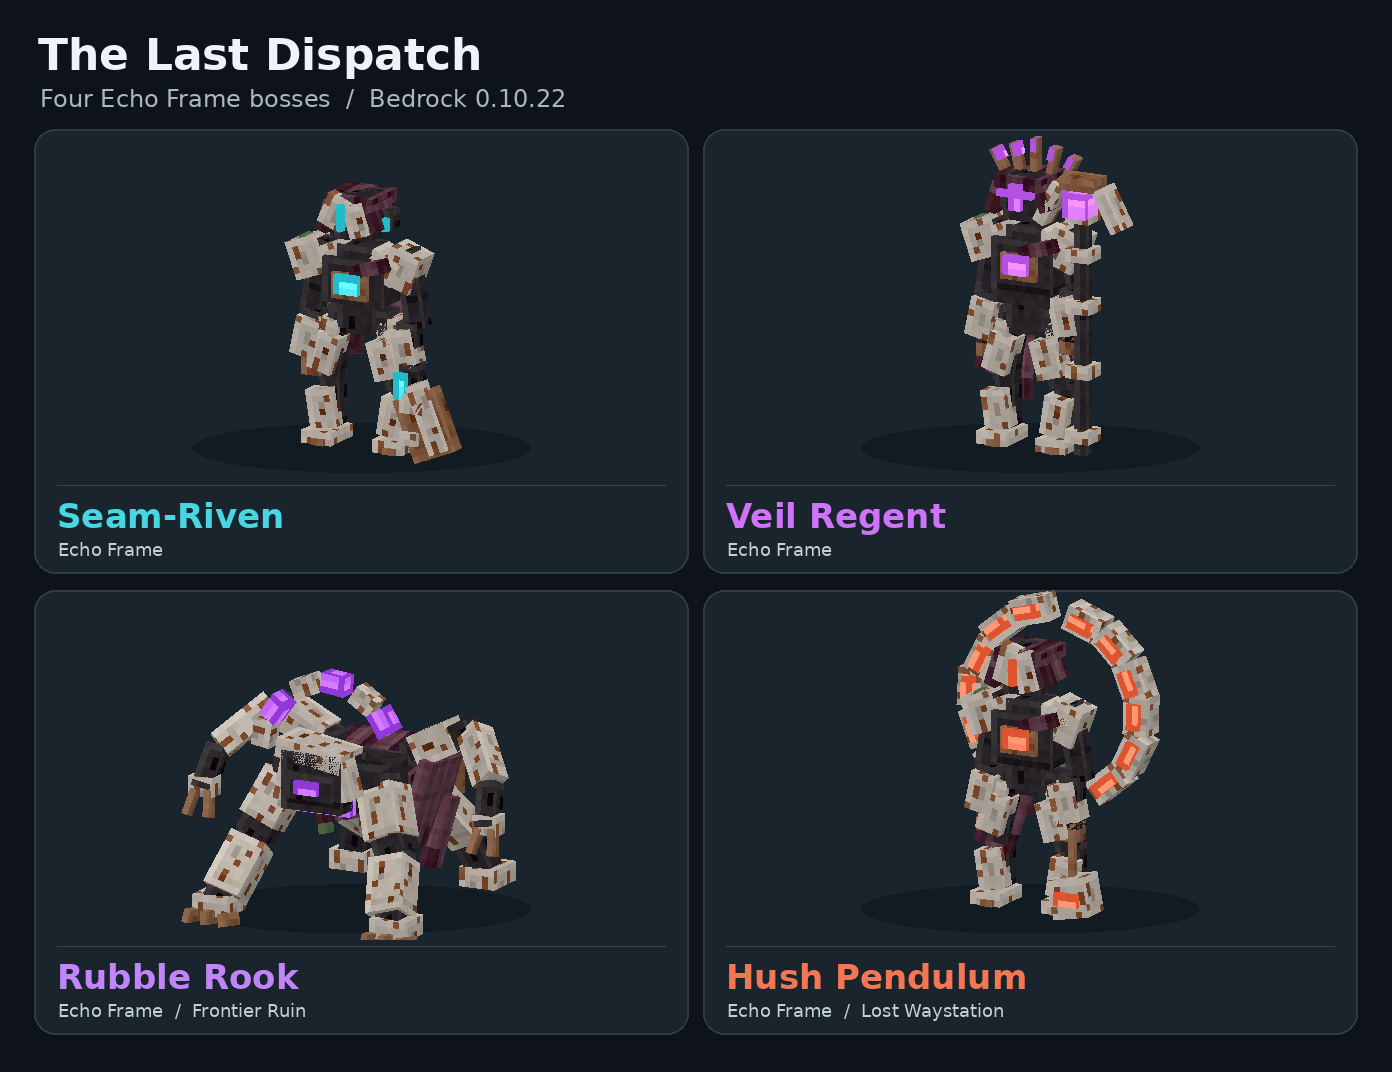 The Last Dispatch
Four Echo Frame bosses / Bedrock 0.10.22
Seam-Riven
Echo Frame
Veil Regent
Echo Frame
Rubble Rook
Echo Frame / Frontier Ruin
Hush Pendulum
Echo Frame / Lost Waystation